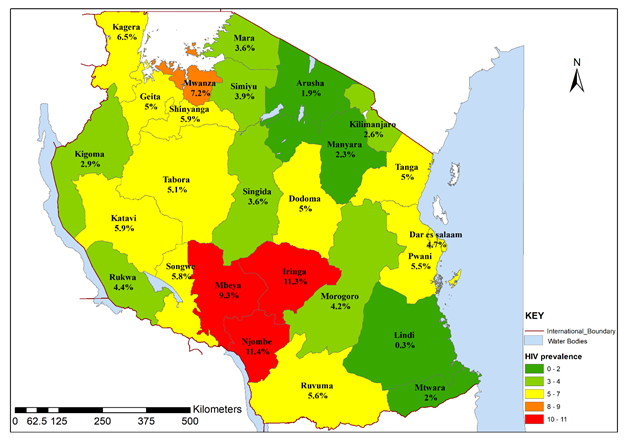 Kagera
6.5%
Mara
3.6%
Mwanza
7.2%
Simiyu
3.9%
Arusha
1.9%
N
Geita
5%
Shinyanga
5.9%
Kilimanjaro
2.6%
Kigoma
2.9%
Manyara
2.3%
Tabora
5.1%
Singida
3.6%
Dodoma
5%
Tanga
5%
Katavi
5.9%
Dar es salaam
4.7%
Pwani
5.5%
Rukwa
4.4%
Songwe
5.8%
Mbeya
9.3%
Iringa
11.3%
Morogoro
4.2%
Njombe
11.4%
Lindi
0.3%
Mtwara
2%
Ruvuma
5.6%
KEY
International_Boundary
Water Bodies
HIV prevalence
0 - 2
3 - 4
5 - 7
8 - 9
10 - 11
Kilometers
0 62.5 125 250 375 500